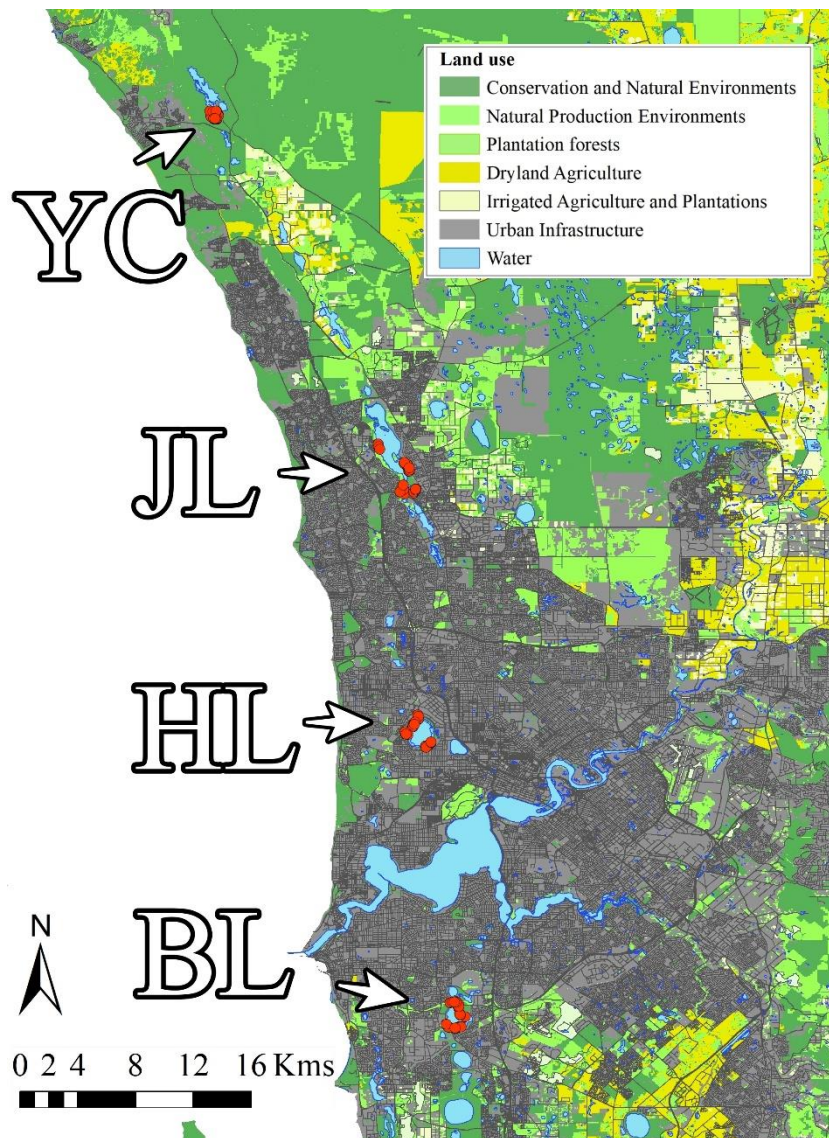 Land use
Conservation and Natural Environments
Natural Production Environments
Plantation forests
Dryland Agriculture
Irrigated Agriculture and Plantations
Urban Infrastructure
Water
YC
JL
HL
BL
N
0 2 4 8 12 16 Kms